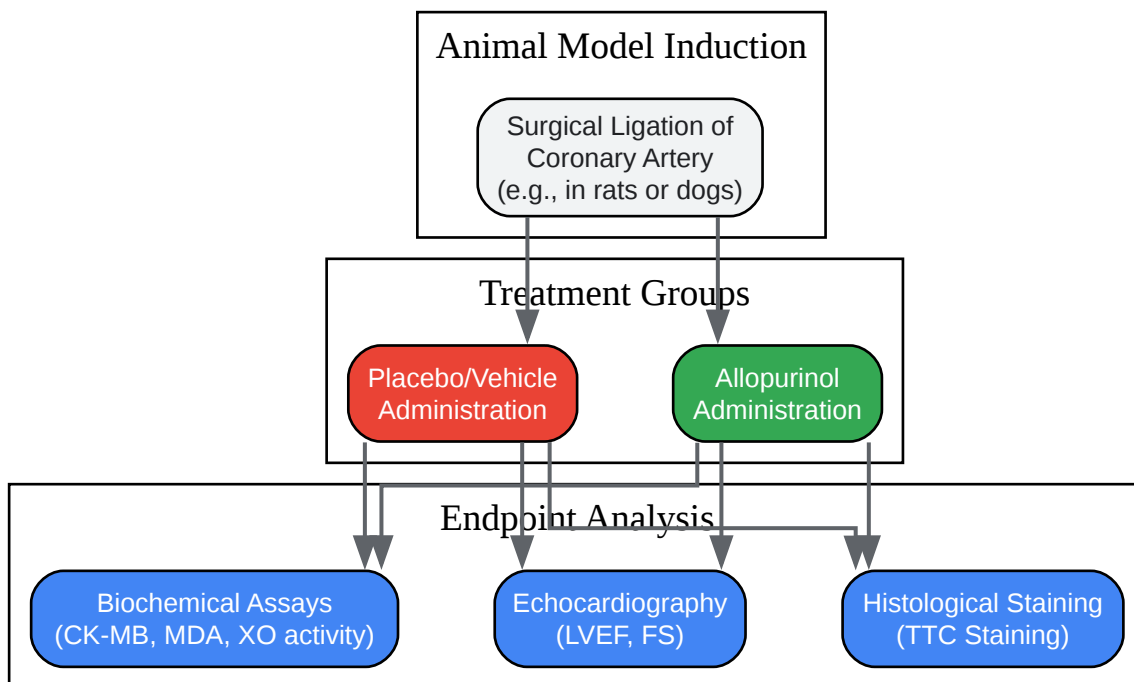 Animal Model Induction
Surgical Ligation of
Coronary Artery
(e.g., in rats or dogs)
Treatment Groups
Placebo/Vehicle
Administration
Allopurinol
Administration
Endpoint Analysis
Biochemical Assays
(CK-MB, MDA, XO activity)
Echocardiography
(LVEF, FS)
Histological Staining
(TTC Staining)